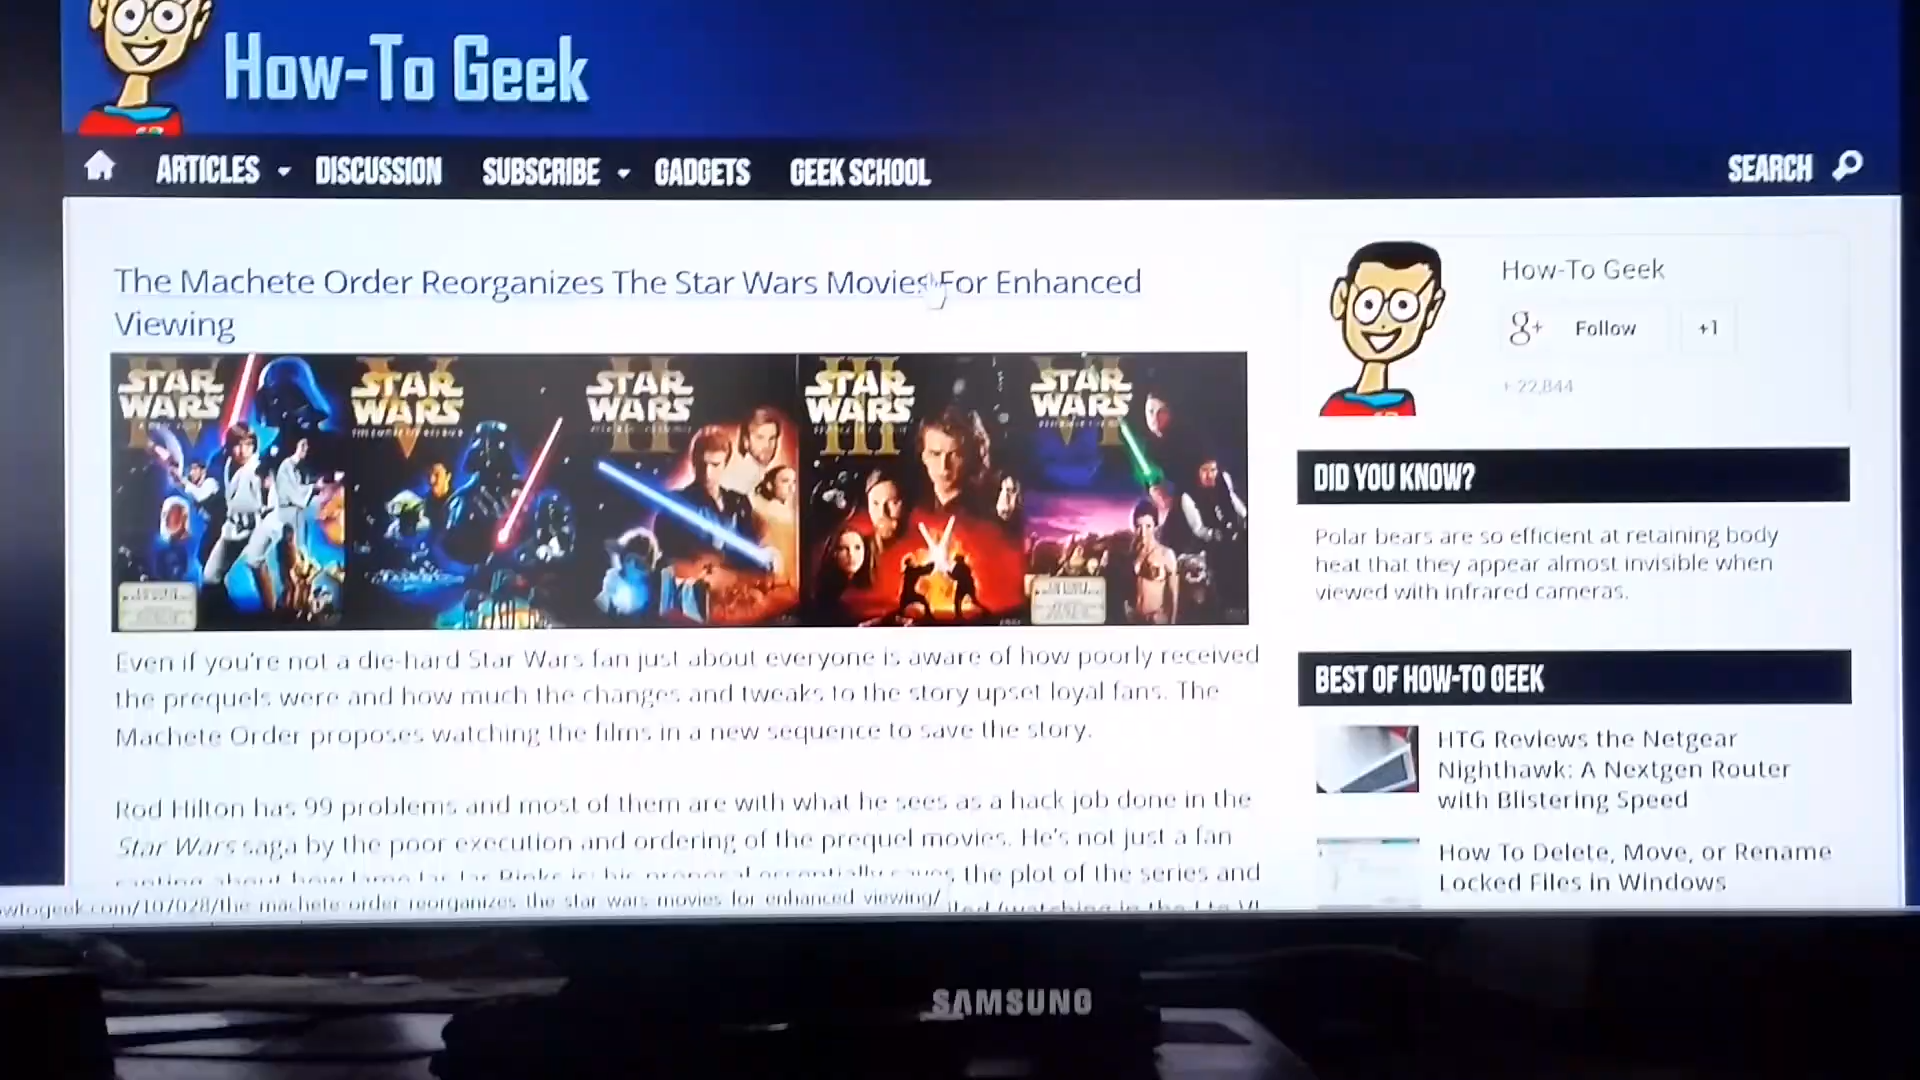 How-To Geek
ARTICLES DISCUSSION SUBSCRIBE GADGETS GEEK SCHOOL SEARCH
The Machete Order Reorganizes The Star Wars Movies For Enhanced
Viewing
STAR WARS IV
STAR WARS V
STAR WARS II
STAR WARS III
STAR WARS VI
Even if you're not a die-hard Star Wars fan just about everyone is aware of how poorly received
the prequels were and how much the changes and tweaks to the story upset loyal fans. The
Machete Order proposes watching the films in a new sequence to save the story.
Rod Hilton has 99 problems and most of them are with what he sees as a hack job done in the
Star Wars saga by the poor execution and ordering of the prequel movies. He's not just a fan
the plot of the series and
wtogeek.com/107028/the-machete-order-reorganizes-the-star-wars-movies-for-enhanced-viewing/
How-To Geek
g+ Follow +1
+ 22,844
DID YOU KNOW?
Polar bears are so efficient at retaining body
heat that they appear almost invisible when
viewed with infrared cameras.
BEST OF HOW-TO GEEK
HTG Reviews the Netgear
Nighthawk: A Nextgen Router
with Blistering Speed
How To Delete, Move, or Rename
Locked Files in Windows
SAMSUNG